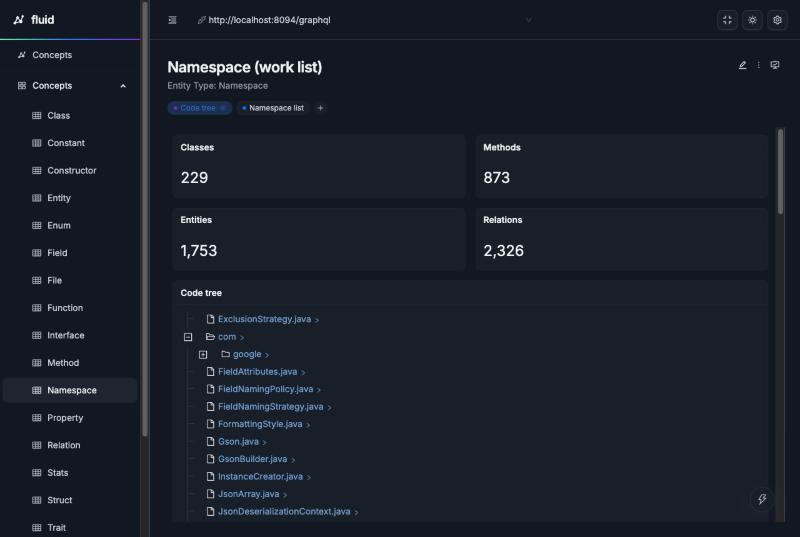 fluid
http://localhost:8094/graphql
Concepts
Concepts
Class
Constant
Constructor
Entity
Enum
Field
File
Function
Interface
Method
Namespace
Property
Relation
Stats
Struct
Trait
Namespace (work list)
Entity Type: Namespace
Code tree
Namespace list
+
Classes
229
Methods
873
Entities
1,753
Relations
2,326
Code tree
ExclusionStrategy.java >
com >
google >
FieldAttributes.java >
FieldNamingPolicy.java >
FieldNamingStrategy.java >
FormattingStyle.java >
Gson.java >
GsonBuilder.java >
InstanceCreator.java >
JsonArray.java >
JsonDeserializationContext.java >